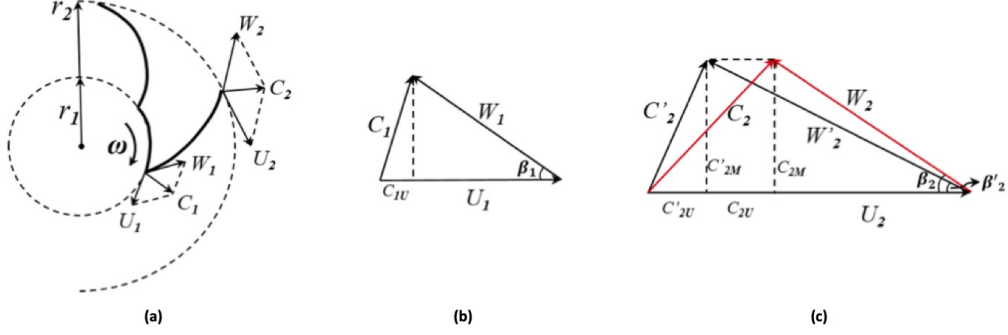 r₂
r₁
ω
W₂
C₂
U₂
W₁
C₁
U₁
(a)
C₁
W₁
β₁
C₁U
U₁
(b)
C'₂
C₂
W₂
W'₂
C'₂M
C₂M
β₂
β'₂
C'₂U
C₂U
U₂
(c)